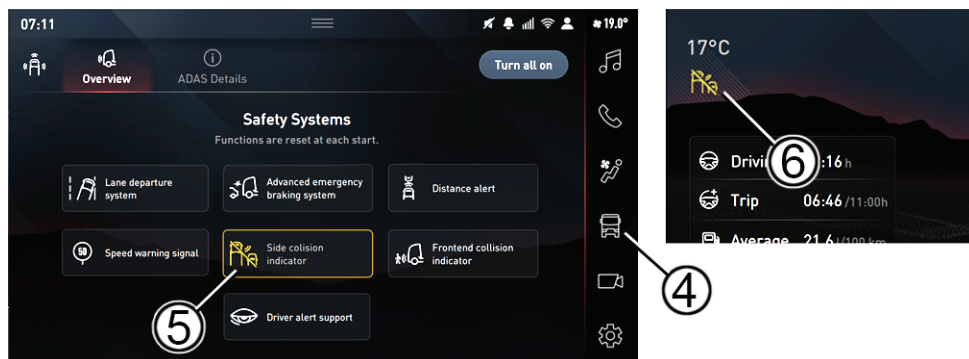 07:11
19.0°
Overview
ADAS Details
Turn all on
Safety Systems
Functions are reset at each start.
Lane departure
system
Advanced emergency
braking system
Distance alert
50
Speed warning signal
Side colision
indicator
Frontend collision
indicator
Driver alert support
4
5
17°C
6
:16 h
Trip 06:46 /11:00h
Average 21.6 l/100 km